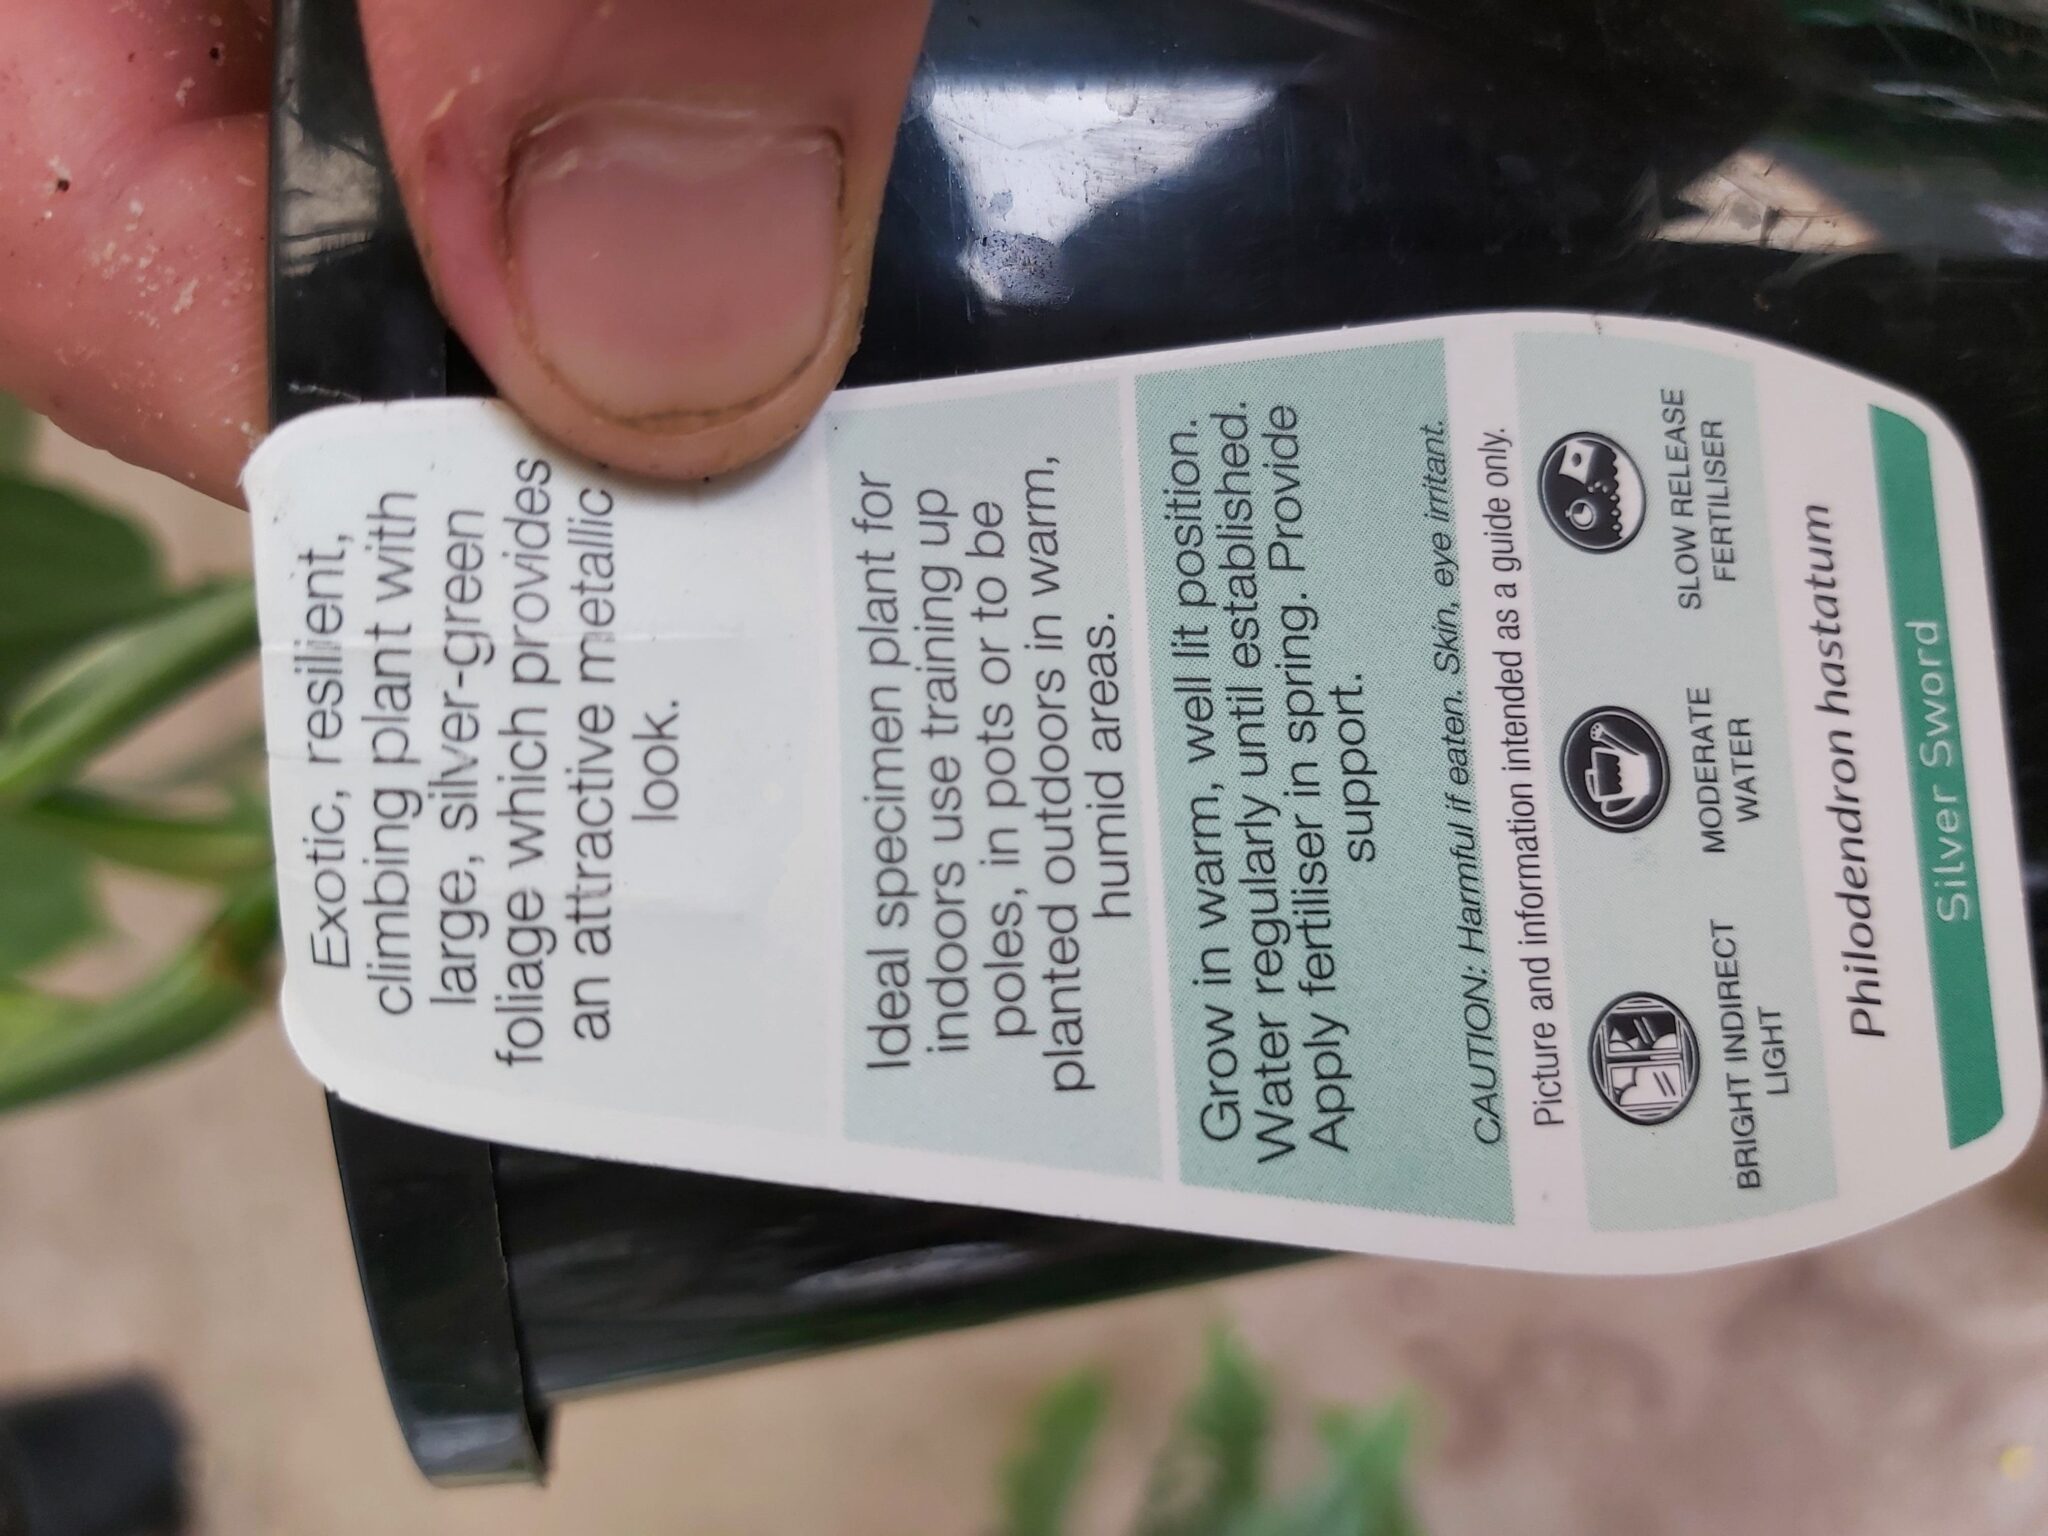 Exotic, resilient,
climbing plant with
large, silver-green
foliage which provides
an attractive metallic
look.
Ideal specimen plant for
indoors use training up
poles, in pots or to be
planted outdoors in warm,
humid areas.
Grow in warm, well lit position.
Water regularly until established.
Apply fertiliser in spring. Provide
support.
CAUTION: Harmful if eaten. Skin, eye irritant.
Picture and information intended as a guide only.
BRIGHT INDIRECT
LIGHT
MODERATE
WATER
SLOW RELEASE
FERTILISER
Philodendron hastatum
Silver Sword